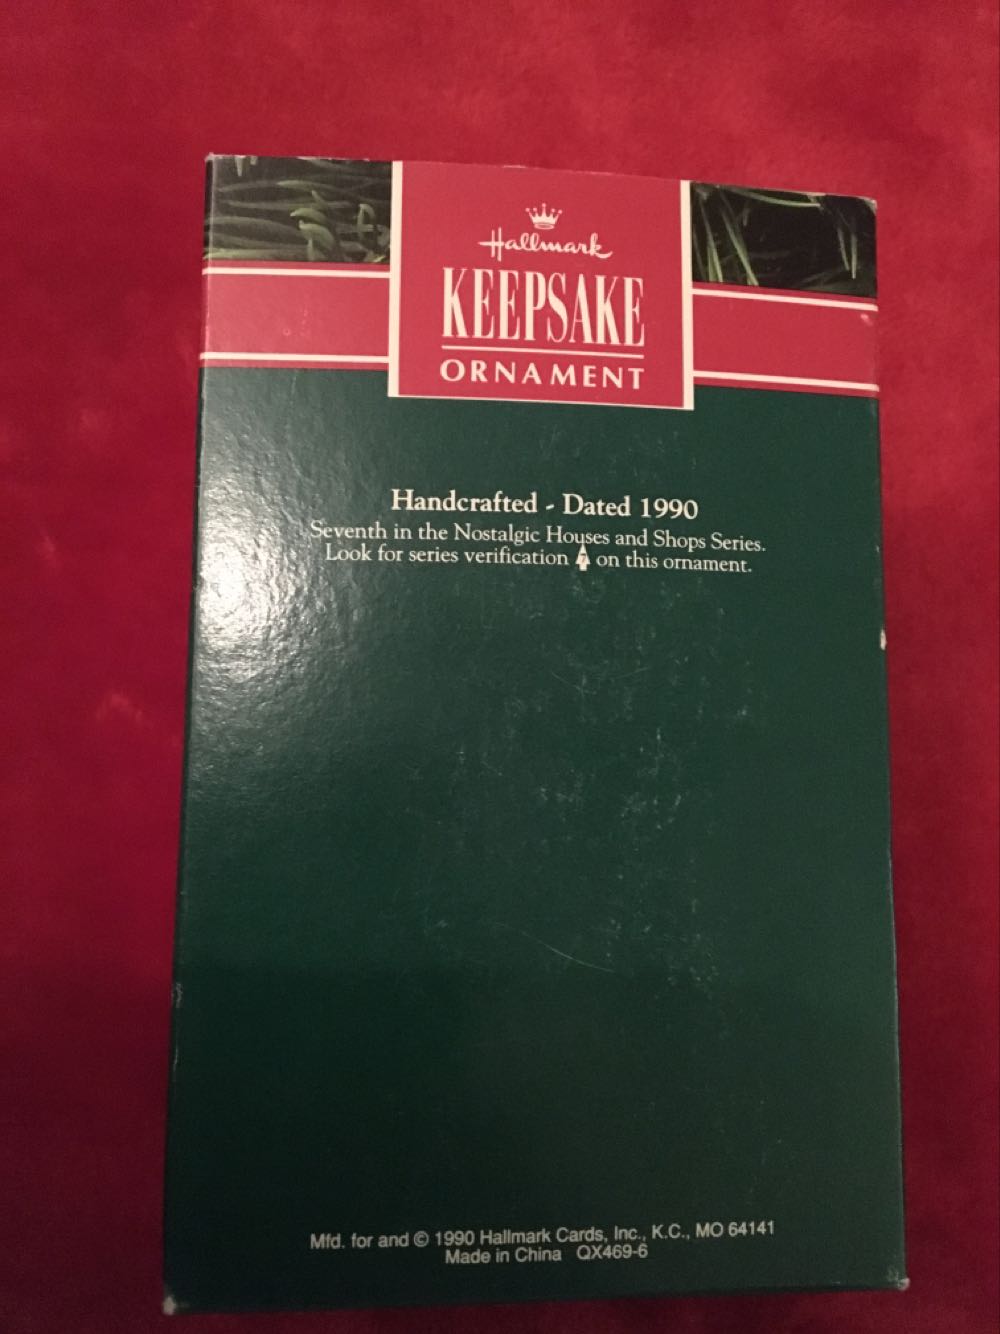 Hallmark
KEEPSAKE
ORNAMENT
Handcrafted - Dated 1990
Seventh in the Nostalgic Houses and Shops Series.
Look for series verification 7 on this ornament.
Mfd. for and © 1990 Hallmark Cards, Inc., K.C., MO 64141
Made in China QX469-6